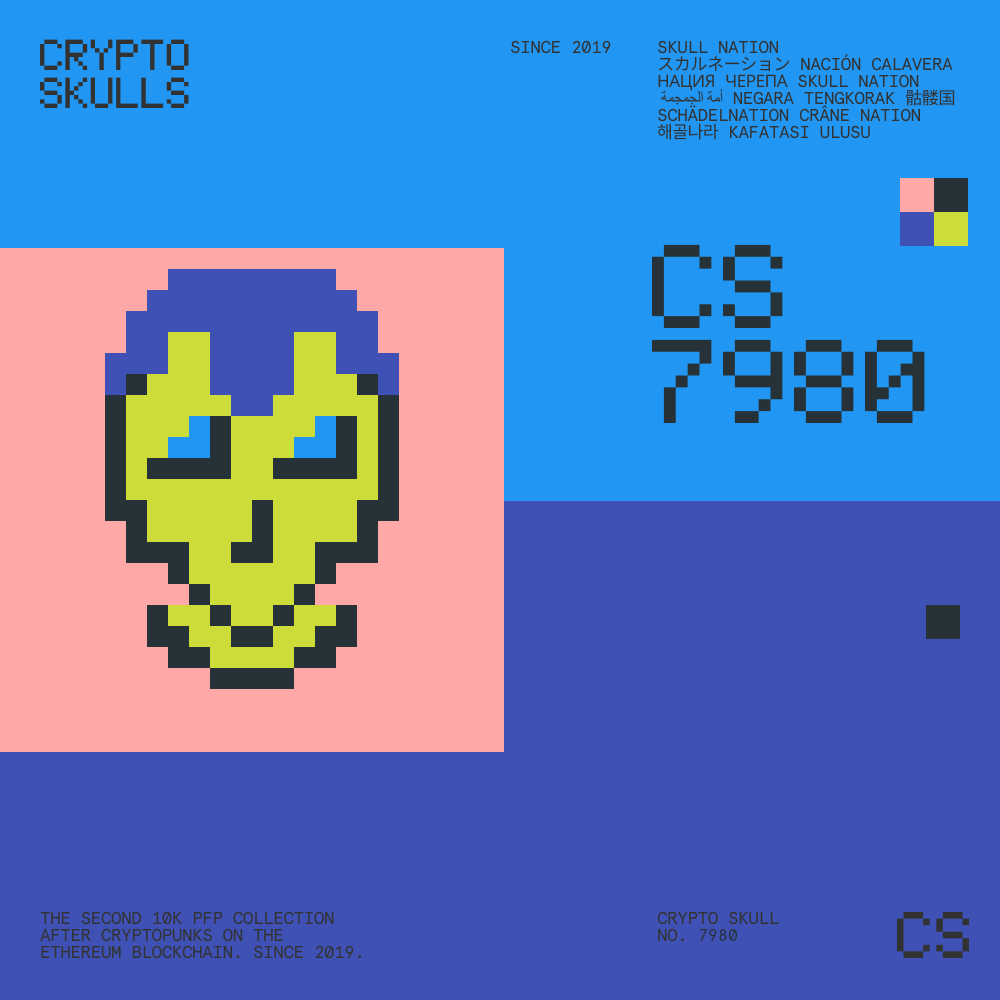 CRYPTO
SKULLS
SINCE 2019
SKULL NATION
スカルネーション NACIÓN CALAVERA
НАЦИЯ ЧЕРЕПА SKULL NATION
أمة الجمجمة NEGARA TENGKORAK 骷髅国
SCHÄDELNATION CRÂNE NATION
해골나라 KAFATASI ULUSU
CS
7980
THE SECOND 10K PFP COLLECTION
AFTER CRYPTOPUNKS ON THE
ETHEREUM BLOCKCHAIN. SINCE 2019.
CRYPTO SKULL
NO. 7980
CS